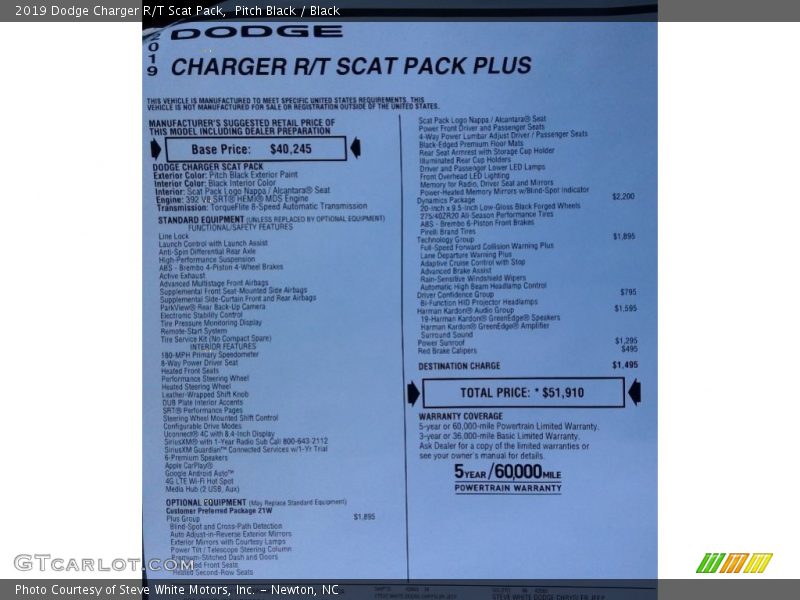 2019 Dodge Charger R/T Scat Pack, Pitch Black / Black
2019
DODGE
CHARGER R/T SCAT PACK PLUS
THIS VEHICLE IS MANUFACTURED TO MEET SPECIFIC UNITED STATES REQUIREMENTS. THIS
VEHICLE IS NOT MANUFACTURED FOR SALE OR REGISTRATION OUTSIDE OF THE UNITED STATES.
MANUFACTURER'S SUGGESTED RETAIL PRICE OF
THIS MODEL INCLUDING DEALER PREPARATION
Base Price: $40,245
DODGE CHARGER SCAT PACK
Exterior Color: Pitch Black Exterior Paint
Interior Color: Black Interior Color
Interior: Scat Pack Logo Nappa / Alcantara® Seat
Engine: 392 V8 SRT® HEMI® MDS Engine
Transmission: TorqueFlite 8-Speed Automatic Transmission
STANDARD EQUIPMENT (UNLESS REPLACED BY OPTIONAL EQUIPMENT)
FUNCTIONAL/SAFETY FEATURES
Line Lock
Launch Control with Launch Assist
Anti-Spin Differential Rear Axle
High-Performance Suspension
ABS - Brembo 4-Piston 4-Wheel Brakes
Active Exhaust
Advanced Multistage Front Airbags
Supplemental Front Seat-Mounted Side Airbags
Supplemental Side-Curtain Front and Rear Airbags
ParkView® Rear Back-Up Camera
Electronic Stability Control
Tire Pressure Monitoring Display
Remote-Start System
Tire Service Kit (No Compact Spare)
INTERIOR FEATURES
180-MPH Primary Speedometer
8-Way Power Driver Seat
Heated Front Seats
Performance Steering Wheel
Heated Steering Wheel
Leather-Wrapped Shift Knob
DUB Plate Interior Accents
SRT® Performance Pages
Steering Wheel Mounted Shift Control
Configurable Drive Modes
Uconnect® 4C with 8.4-Inch Display
SiriusXM® with 1-Year Radio Sub Call 800-643-2112
SiriusXM Guardian™ Connected Services w/1-Yr Trial
6-Premium Speakers
Apple CarPlay®
Google Android Auto™
4G LTE Wi-Fi Hot Spot
Media Hub (2 USB, Aux)
OPTIONAL EQUIPMENT (May Replace Standard Equipment)
Customer Preferred Package 21W
Plus Group $1,895
Blind-Spot and Cross-Path Detection
Auto Adjust-in-Reverse Exterior Mirrors
Exterior Mirrors with Courtesy Lamps
Power Tilt / Telescope Steering Column
Premium-Stitched Dash and Doors
Front Seats
Heated Second-Row Seats
Scat Pack Logo Nappa / Alcantara® Seat
Power Front Driver and Passenger Seats
4-Way Power Lumbar Adjust Driver / Passenger Seats
Black-Edged Premium Floor Mats
Rear Seat Armrest with Storage Cup Holder
Illuminated Rear Cup Holders
Driver and Passenger Lower LED Lamps
Front Overhead LED Lighting
Memory for Radio, Driver Seat and Mirrors
Power-Heated Memory Mirrors w/Blind-Spot Indicator
Dynamics Package $2,200
20-Inch x 9.5-Inch Low-Gloss Black Forged Wheels
275/40ZR20 All-Season Performance Tires
ABS - Brembo 6-Piston Front Brakes
Pirelli Brand Tires
Technology Group $1,895
Full-Speed Forward Collision Warning Plus
Lane Departure Warning Plus
Adaptive Cruise Control with Stop
Advanced Brake Assist
Rain-Sensitive Windshield Wipers
Automatic High Beam Headlamp Control
Driver Confidence Group $795
Bi-Function HID Projector Headlamps
Harman Kardon® Audio Group $1,595
19-Harman Kardon® GreenEdge® Speakers
Harman Kardon® GreenEdge® Amplifier
Surround Sound
Power Sunroof $1,295
Red Brake Calipers $495
DESTINATION CHARGE $1,495
TOTAL PRICE: * $51,910
WARRANTY COVERAGE
5-year or 60,000-mile Powertrain Limited Warranty.
3-year or 36,000-mile Basic Limited Warranty.
Ask Dealer for a copy of the limited warranties or
see your owner's manual for details.
5YEAR/60,000MILE
POWERTRAIN WARRANTY
GTCarlot.com
Photo Courtesy of Steve White Motors, Inc. - Newton, NC